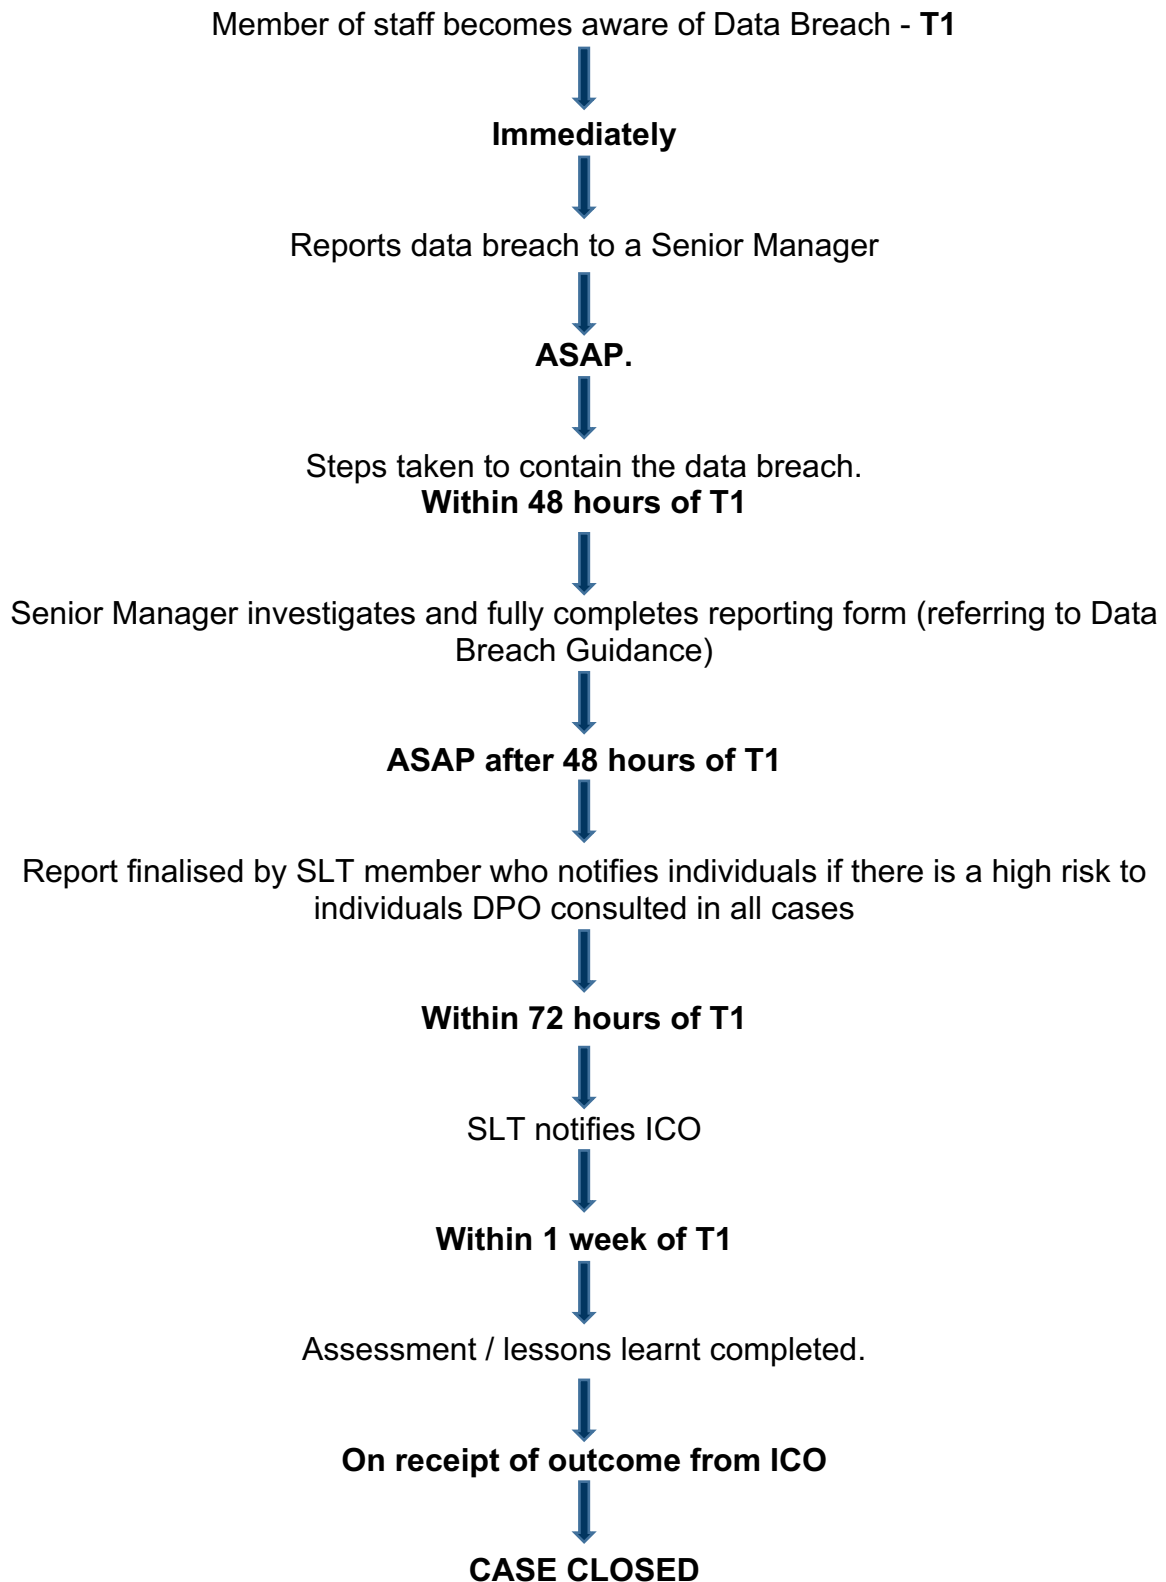 Member of staff becomes aware of Data Breach - T1
Immediately
Reports data breach to a Senior Manager
ASAP.
Steps taken to contain the data breach.
Within 48 hours of T1
Senior Manager investigates and fully completes reporting form (referring to Data
Breach Guidance)
ASAP after 48 hours of T1
Report finalised by SLT member who notifies individuals if there is a high risk to
individuals DPO consulted in all cases
Within 72 hours of T1
SLT notifies ICO
Within 1 week of T1
Assessment / lessons learnt completed.
On receipt of outcome from ICO
CASE CLOSED